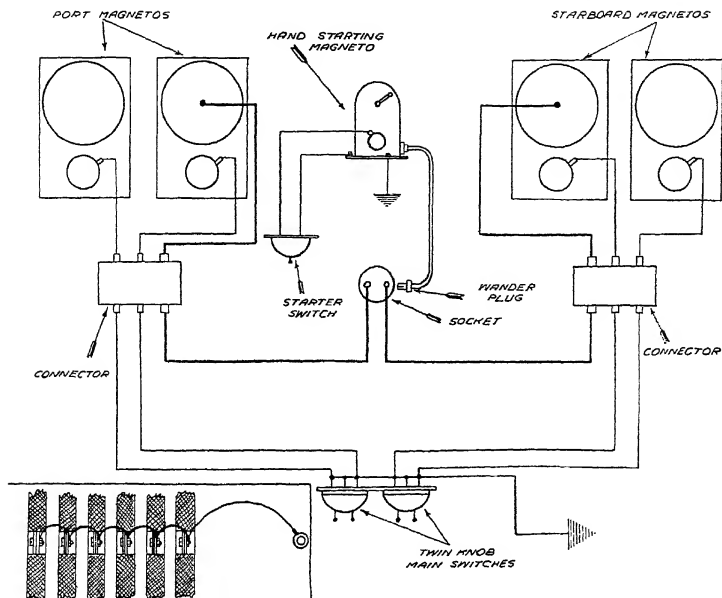 PORT MAGNETOS
HAND STARTING
MAGNETO
STARBOARD MAGNETOS
STARTER
SWITCH
WANDER
PLUG
SOCKET
CONNECTOR
CONNECTOR
TWIN KNOB
MAIN SWITCHES